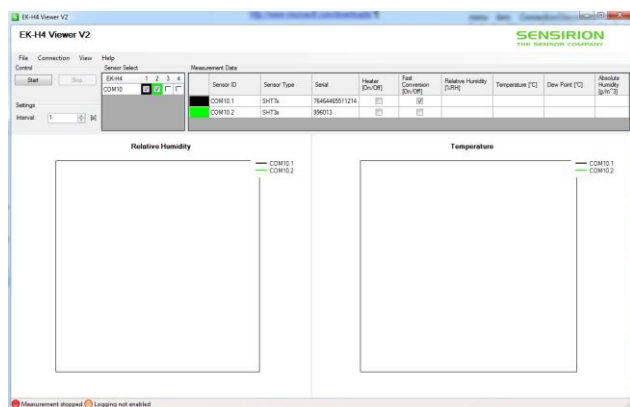 EK-H4 Viewer V2
EK-H4 Viewer V2
SENSIRION
THE SENSOR COMPANY
File Connection View Help
Control
Start Stop
Settings
Interval: 1 [s]
Sensor Select
EK-H4 1 2 3 4
COM10
Measurement Data
Sensor ID Sensor Type Serial Heater [On/Off] Fast Conversion [On/Off] Relative Humidity [%RH] Temperature [°C] Dew Point [°C] Absolute Humidity [g/m^3]
COM10.1 SHT7x
COM10.2 SHT3x 996013
Relative Humidity
COM10.1
COM10.2
Temperature
COM10.1
COM10.2
Measurement stopped Logging not enabled